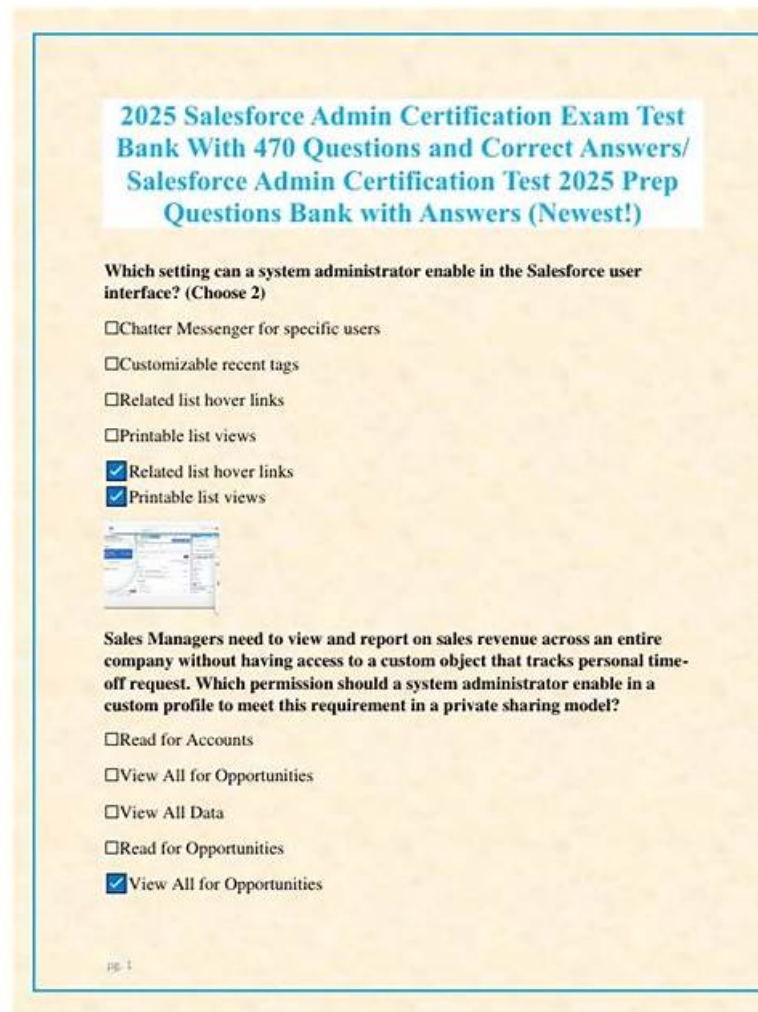 2025 Salesforce Admin Certification Exam Test
Bank With 470 Questions and Correct Answers/
Salesforce Admin Certification Test 2025 Prep
Questions Bank with Answers (Newest!)
Which setting can a system administrator enable in the Salesforce user
interface? (Choose 2)
☐Chatter Messenger for specific users
☐Customizable recent tags
☐Related list hover links
☐Printable list views
☑Related list hover links
☑Printable list views
Sales Managers need to view and report on sales revenue across an entire
company without having access to a custom object that tracks personal time-
off request. Which permission should a system administrator enable in a
custom profile to meet this requirement in a private sharing model?
☐Read for Accounts
☐View All for Opportunities
☐View All Data
☐Read for Opportunities
☑View All for Opportunities
pg. 1